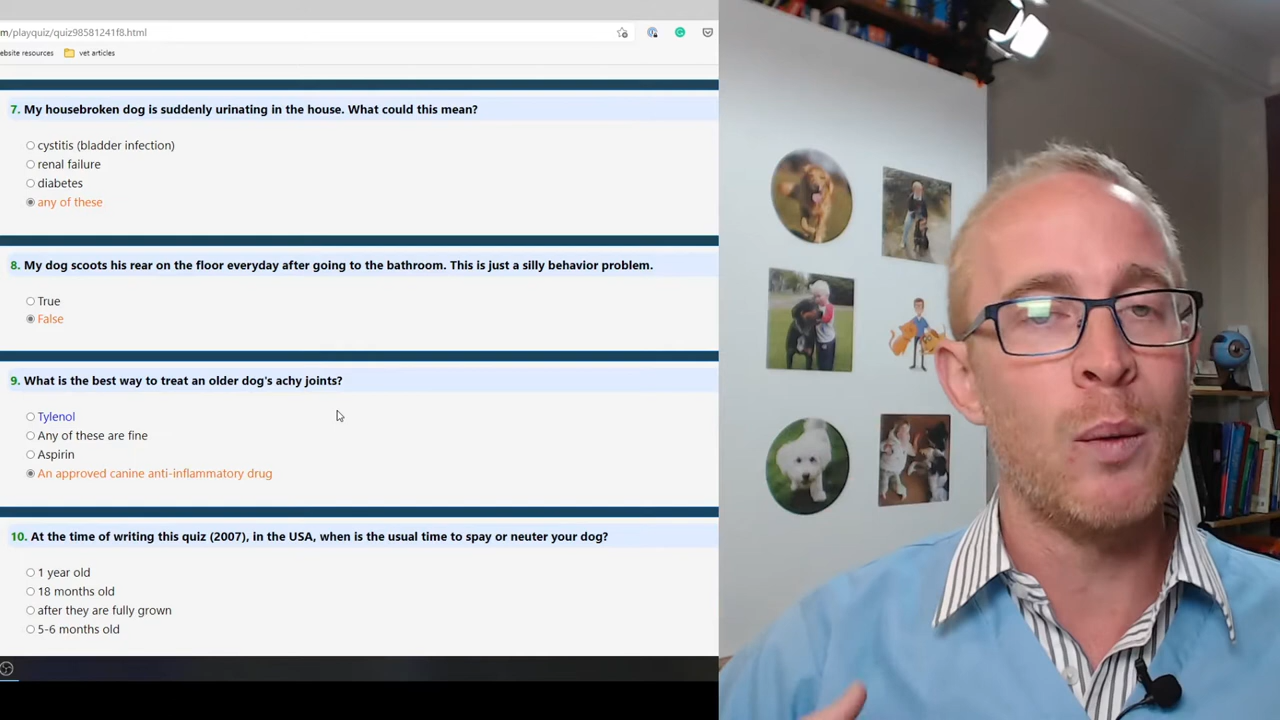 m/playquiz/quiz98581241f8.html
ebsite resources vet articles
7. My housebroken dog is suddenly urinating in the house. What could this mean?
cystitis (bladder infection)
renal failure
diabetes
any of these
8. My dog scoots his rear on the floor everyday after going to the bathroom. This is just a silly behavior problem.
True
False
9. What is the best way to treat an older dog's achy joints?
Tylenol
Any of these are fine
Aspirin
An approved canine anti-inflammatory drug
10. At the time of writing this quiz (2007), in the USA, when is the usual time to spay or neuter your dog?
1 year old
18 months old
after they are fully grown
5-6 months old